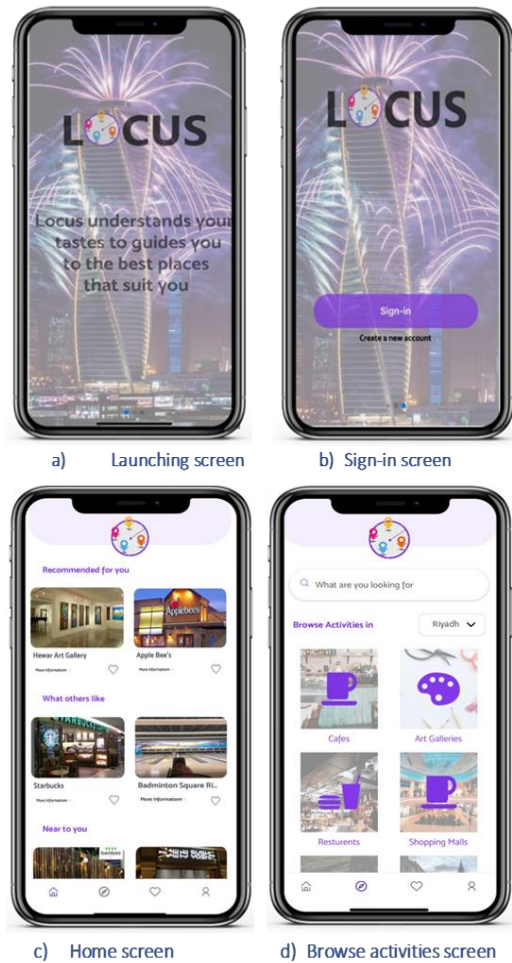 LOCUS
Locus understands your
tastes to guides you
to the best places
that suit you
LOCUS
Sign-in
Create a new account
a) Launching screen
b) Sign-in screen
Recommended for you
Applebee's
Hewar Art Gallery
Apple Bee's
More Information
More Information
What others like
STARBUCKS
Starbucks
Badminton Square Ri..
More Information
More Information
Near to you
bamboo
What are you looking for
Browse Activities in
Riyadh
Cafes
Art Galleries
Resturents
Shopping Malls
c) Home screen
d) Browse activities screen